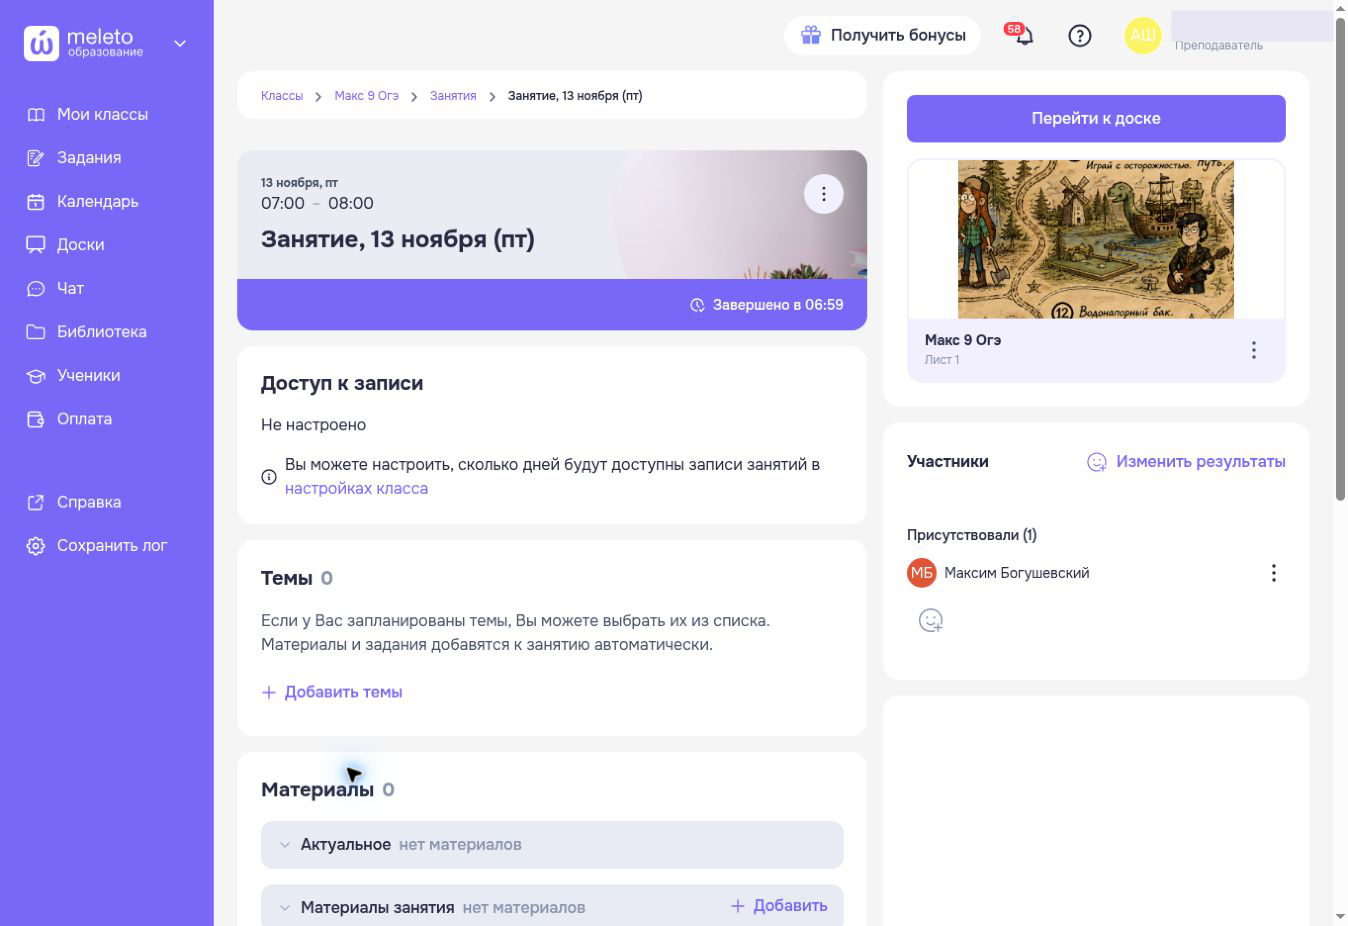 meleto
образование
Мои классы
Задания
Календарь
Доски
Чат
Библиотека
Ученики
Оплата
Справка
Сохранить лог
Получить бонусы
58
АШ
Преподаватель
Классы > Макс 9 Огэ > Занятия > Занятие, 13 ноября (пт)
13 ноября, пт
07:00 – 08:00
Занятие, 13 ноября (пт)
Завершено в 06:59
Доступ к записи
Не настроено
Вы можете настроить, сколько дней будут доступны записи занятий в
настройках класса
Темы 0
Если у Вас запланированы темы, Вы можете выбрать их из списка.
Материалы и задания добавятся к занятию автоматически.
Добавить темы
Материалы 0
Актуальное нет материалов
Материалы занятия нет материалов
Добавить
Перейти к доске
Играй с осторожностью. путь.
12 Водонапорный бак.
Макс 9 Огэ
Лист 1
Участники
Изменить результаты
Присутствовали (1)
МБ Максим Богушевский